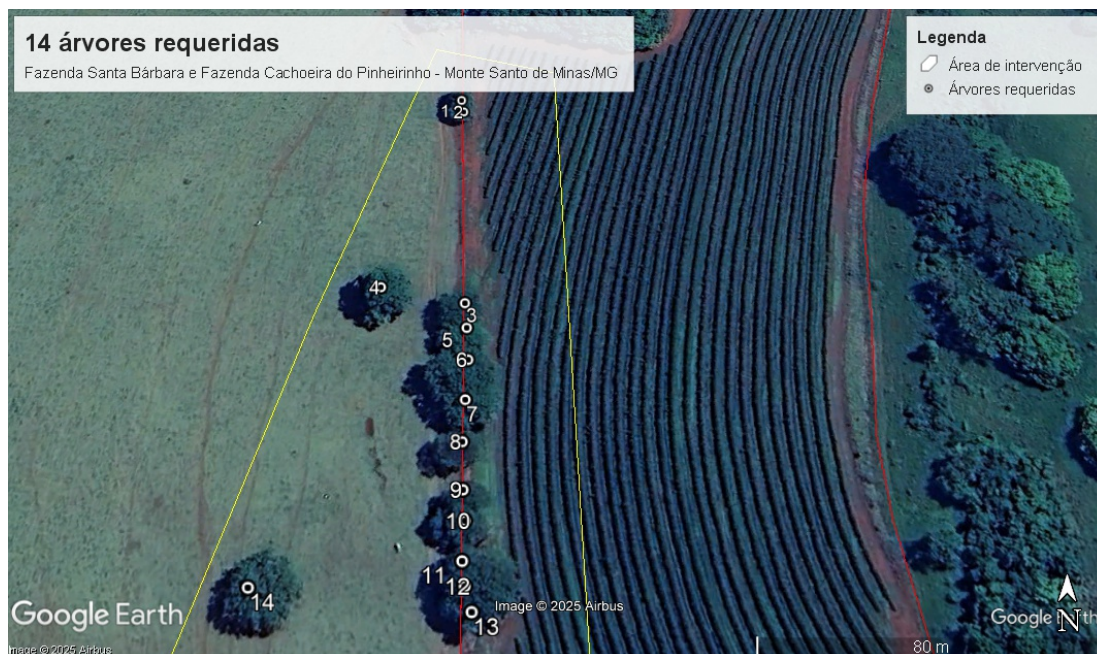 14 árvores requeridas
Fazenda Santa Bárbara e Fazenda Cachoeira do Pinheirinho - Monte Santo de Minas/MG
Legenda
Área de intervenção
Árvores requeridas
1 2
4
3
5
6
7
8
9
10
11
12
14
13
Image © 2025 Airbus
Google Earth
N
80 m
Image © 2025 Airbus